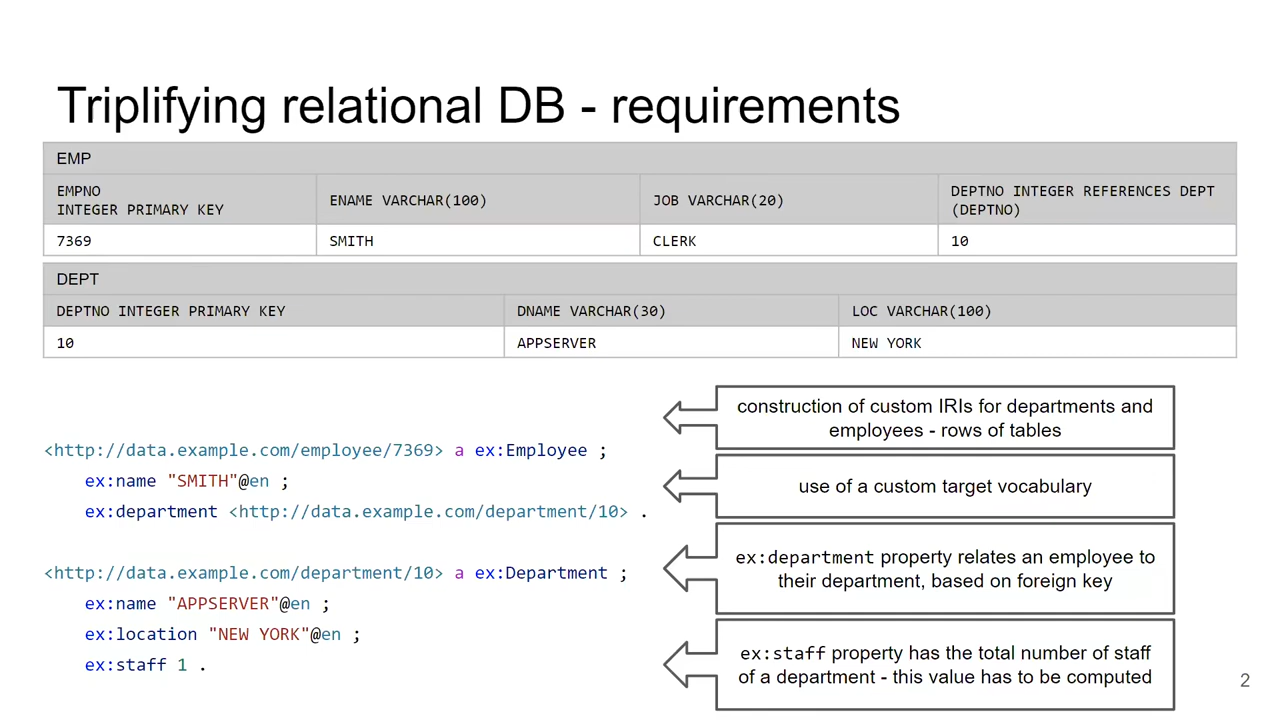 Triplifying relational DB - requirements
EMP
EMPNO
INTEGER PRIMARY KEY
ENAME VARCHAR(100)
JOB VARCHAR(20)
DEPTNO INTEGER REFERENCES DEPT
(DEPTNO)
7369
SMITH
CLERK
10
DEPT
DEPTNO INTEGER PRIMARY KEY
DNAME VARCHAR(30)
LOC VARCHAR(100)
10
APPSERVER
NEW YORK
<http://data.example.com/employee/7369> a ex:Employee ;
ex:name "SMITH"@en ;
ex:department <http://data.example.com/department/10> .
<http://data.example.com/department/10> a ex:Department ;
ex:name "APPSERVER"@en ;
ex:location "NEW YORK"@en ;
ex:staff 1 .
construction of custom IRIs for departments and
employees - rows of tables
use of a custom target vocabulary
ex:department property relates an employee to
their department, based on foreign key
ex:staff property has the total number of staff
of a department - this value has to be computed
2